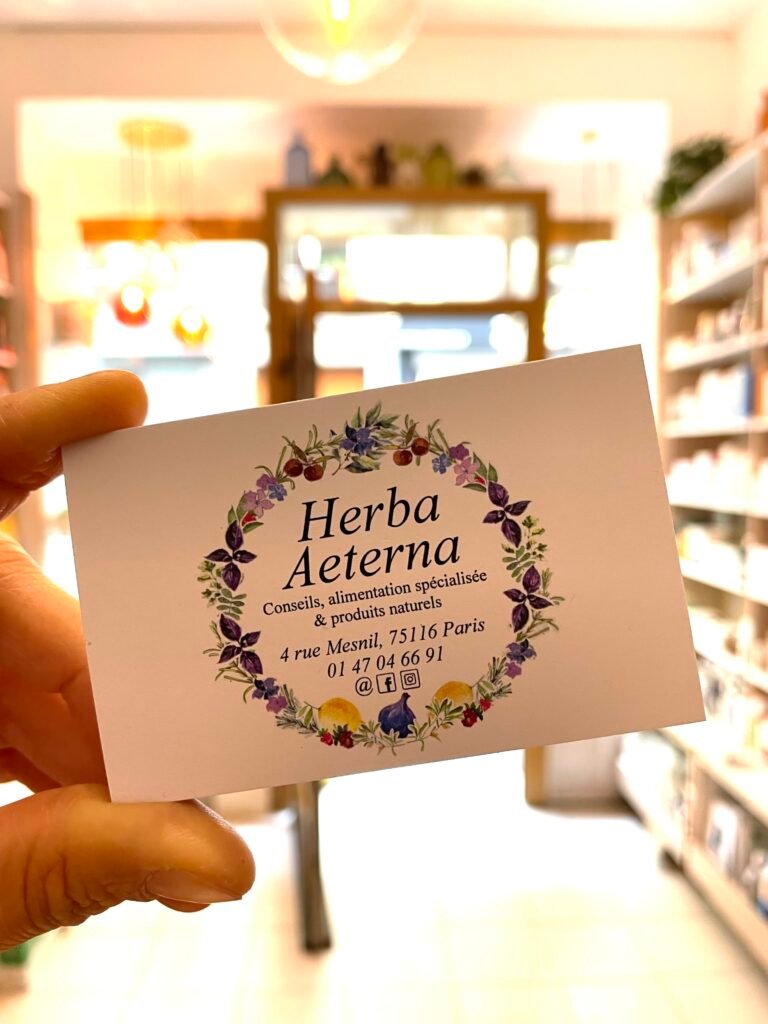 Herba
Aeterna
Conseils, alimentation spécialisée
& produits naturels
4 rue Mesnil, 75116 Paris
01 47 04 66 91
@ f